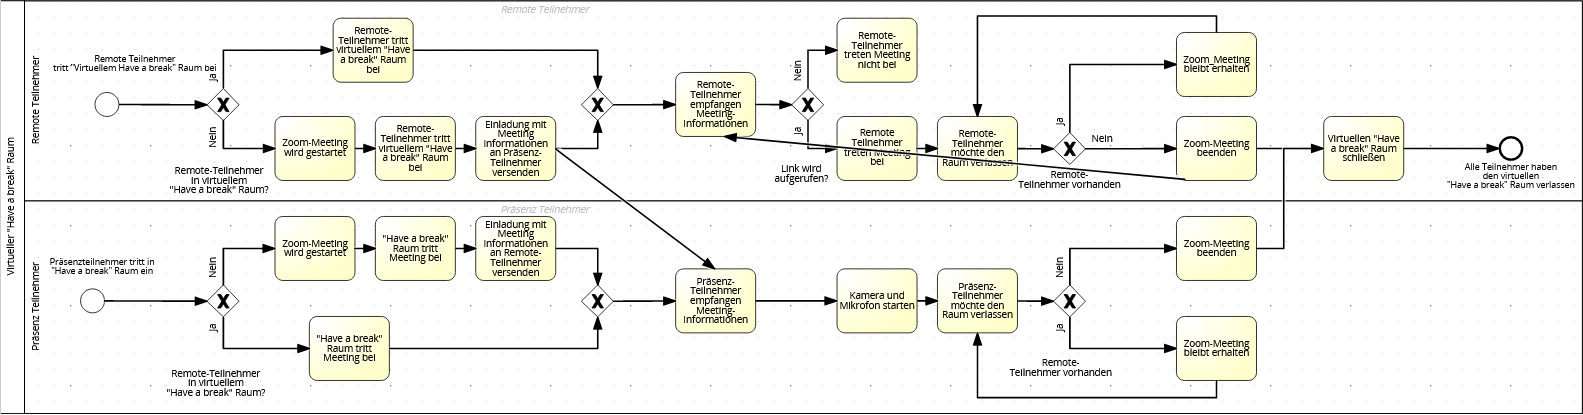 Virtueller "Have a break" Raum
Remote Teilnehmer
Remote Teilnehmer
Remote Teilnehmer
tritt "Virtuellem Have a break" Raum bei
Ja
Nein
Remote-Teilnehmer
in virtuellem
"Have a break" Raum?
Remote-
Teilnehmer tritt
virtuellem "Have
a break" Raum
bei
Zoom-Meeting
wird gestartet
Remote-
Teilnehmer tritt
virtuellem "Have
a break" Raum
bei
Einladung mit
Meeting
Informationen
an Präsenz-
Teilnehmer
versenden
Remote-
Teilnehmer
empfangen
Meeting-
Informationen
Nein
Ja
Link wird
aufgerufen?
Remote-
Teilnehmer
treten Meeting
nicht bei
Remote
Teilnehmer
treten Meeting
bei
Remote-
Teilnehmer
möchte den
Raum verlassen
Ja
Nein
Remote-
Teilnehmer vorhanden
Zoom_Meeting
bleibt erhalten
Zoom-Meeting
beenden
Virtuellen "Have
a break" Raum
schließen
Alle Teilnehmer haben
den virtuellen
"Have a break" Raum verlassen
Präsenz Teilnehmer
Präsenz Teilnehmer
Präsenzteilnehmer tritt in
"Have a break" Raum ein
Nein
Ja
Remote-Teilnehmer
in virtuellem
"Have a break" Raum?
Zoom-Meeting
wird gestartet
"Have a break"
Raum tritt
Meeting bei
Einladung mit
Meeting
Informationen
an Remote-
Teilnehmer
versenden
"Have a break"
Raum tritt
Meeting bei
Präsenz-
Teilnehmer
empfangen
Meeting-
Informationen
Kamera und
Mikrofon starten
Präsenz-
Teilnehmer
möchte den
Raum verlassen
Nein
Ja
Remote-
Teilnehmer vorhanden
Zoom-Meeting
beenden
Zoom-Meeting
bleibt erhalten